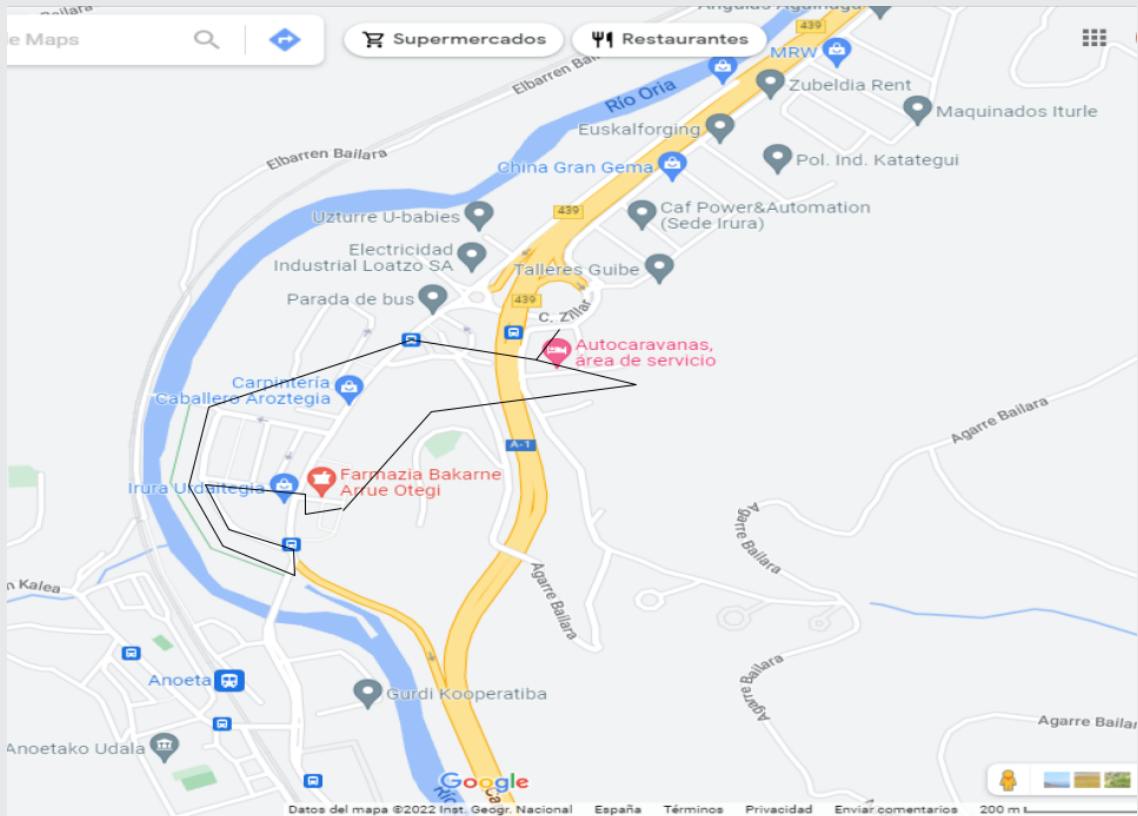 e Maps
Supermercados
Restaurantes
Angulas Aguinaga
439
MRW
Elbarren
Río Oria
Zubeldia Rent
Maquinados Iturle
Euskalforging
Elbarren Bailara
China Gran Gema
Pol. Ind. Katategui
Uzturre U-babies
439
Caf Power&Automation
(Sede Irura)
Electricidad
Industrial Loatzo SA
Talleres Guibe
Parada de bus
439
C. Zillar
Autocaravanas,
área de servicio
Carpintería
Caballero Aroztegia
Agarre Bailara
A-1
Irura Urdaitegia
Farmazia Bakarne
Arrue Otegi
Agarre Bailara
n Kalea
Agarre Bailara
Anoeta
Agarre Bailara
Gurdi Kooperatiba
Agarre Bailar
Anoetako Udala
Google
Datos del mapa ©2022 Inst. Geogr. Nacional España Términos Privacidad Enviar comentarios 200 m